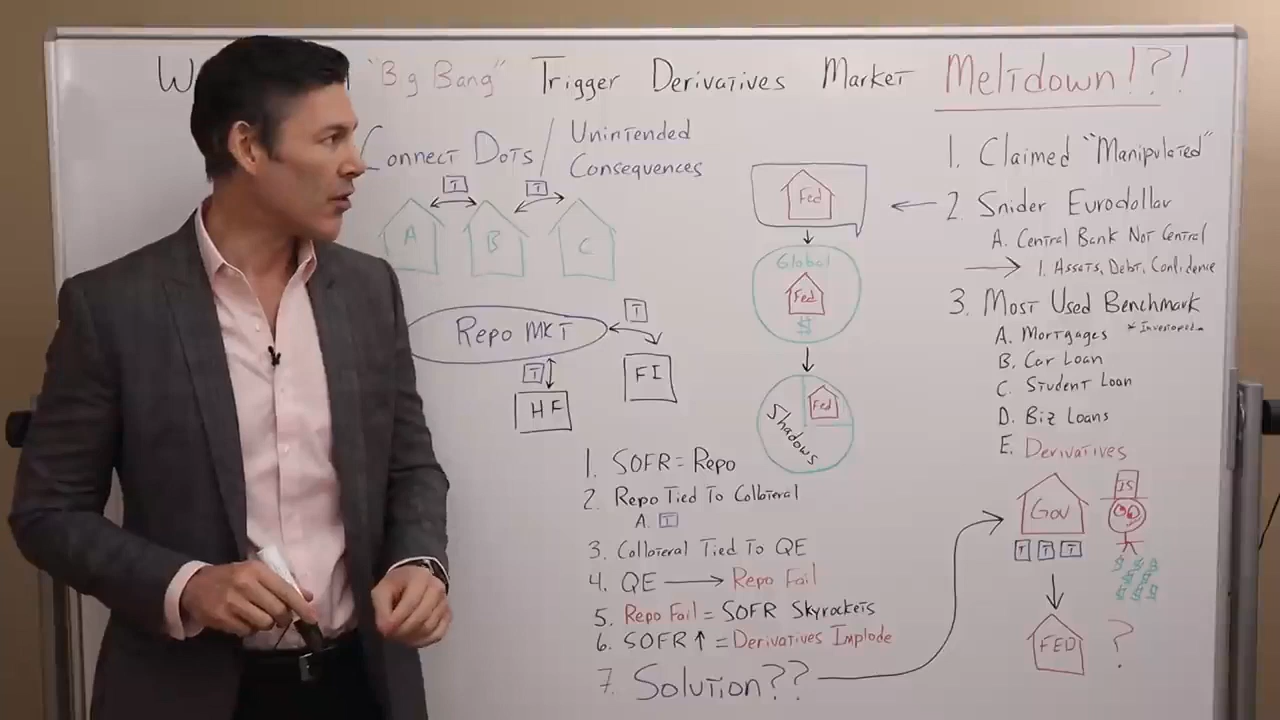 "Big Bang" Trigger Derivatives Market Meltdown!?!
Connect Dots / Unintended
Consequences
T
T
A
B
C
Repo MKT
T
T
HF
FI
1. SOFR = Repo
2. Repo Tied To Collateral
A. T
3. Collateral Tied To QE
4. QE → Repo Fail
5. Repo Fail = SOFR Skyrockets
6. SOFR ↑ = Derivatives Implode
7. Solution??
Fed
Global
Fed
$
Fed
Shadows
1. Claimed "Manipulated"
2. Snider Eurodollar
A. Central Bank Not Central
1. Assets, Debt, Confidence
3. Most Used Benchmark
A. Mortgages
B. Car Loan
C. Student Loan
D. Biz Loans
E. Derivatives
Gov
T T T
JS
$ $ $
$ $
$ $ $
FED ?